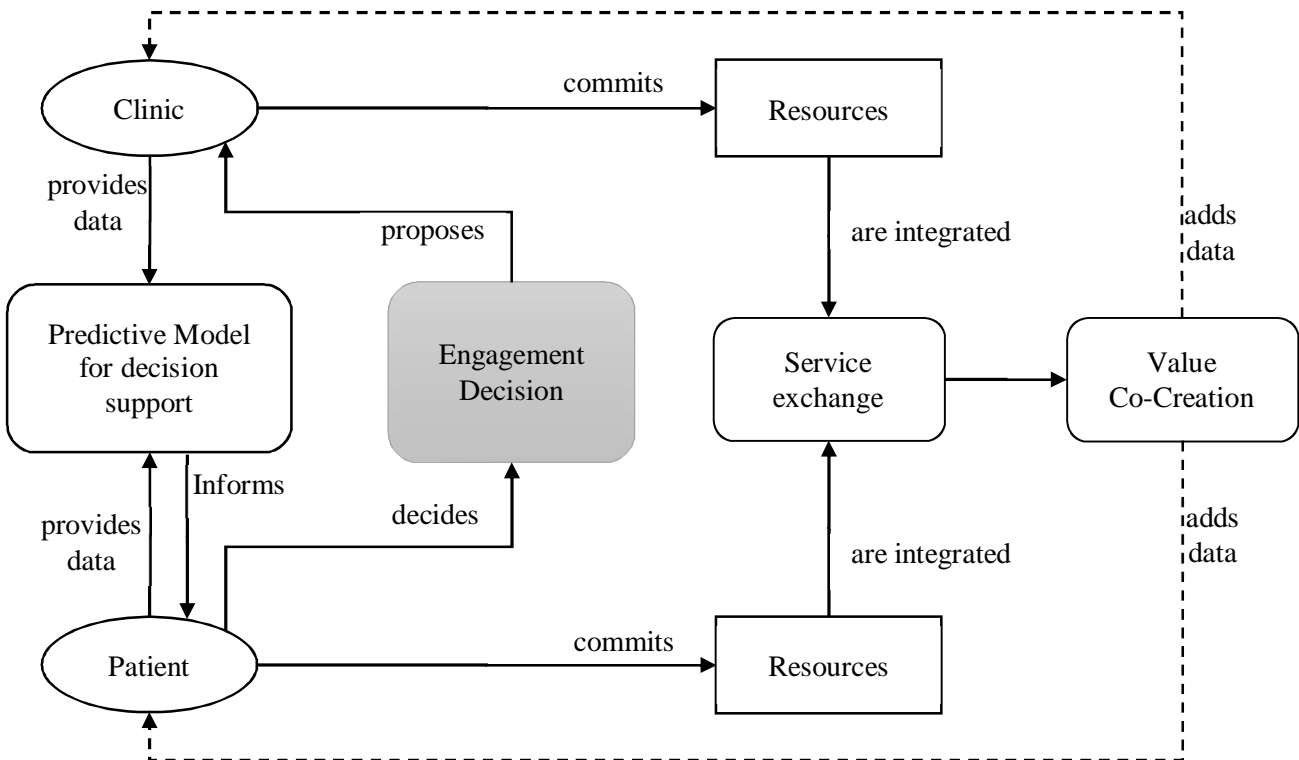 commits
Clinic
Resources
provides
data
proposes
are integrated
adds
data
Predictive Model
for decision
support
Engagement
Decision
Service
exchange
Value
Co-Creation
Informs
provides
data
decides
are integrated
adds
data
commits
Patient
Resources